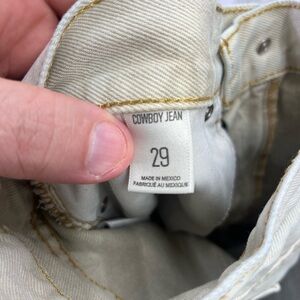 COWBOY JEAN
29
MADE IN MEXICO
FABRIQUÉ AU MEXIQUE